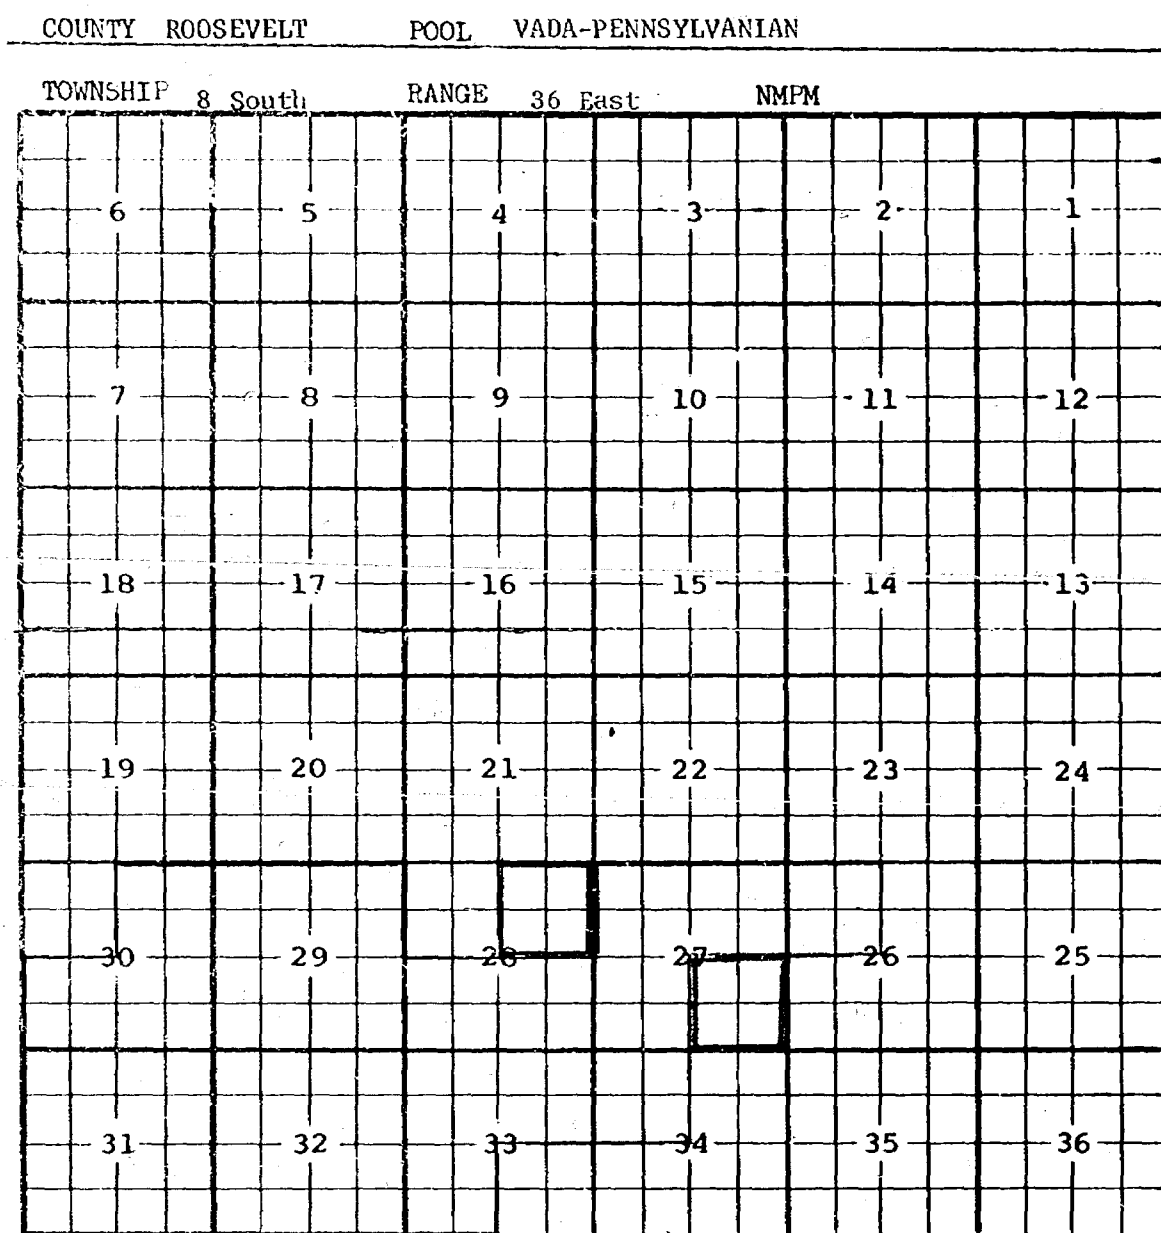 COUNTY ROOSEVELT POOL VADA-PENNSYLVANIAN
TOWNSHIP 8 South RANGE 36 East NMPM
6 5 4 3 2 1
7 8 9 10 11 12
18 17 16 15 14 13
19 20 21 22 23 24
30 29 28 27 26 25
31 32 33 34 35 36